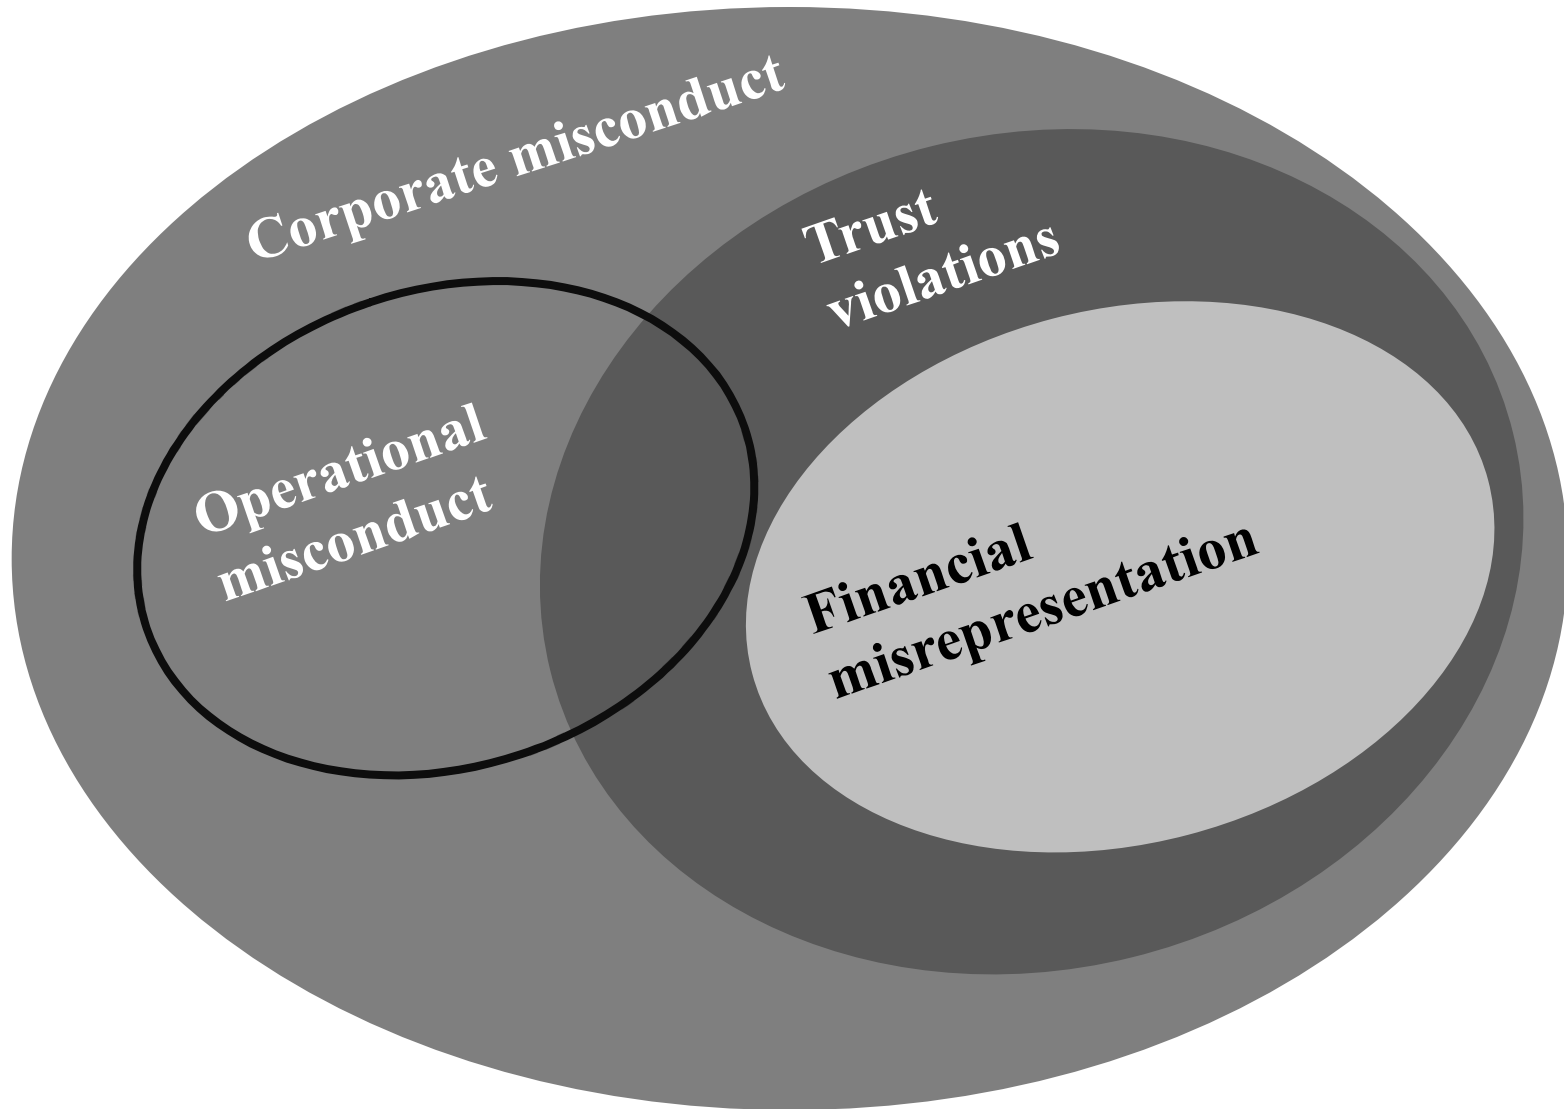 Corporate misconduct
Trust
violations
Operational
misconduct
Financial
misrepresentation